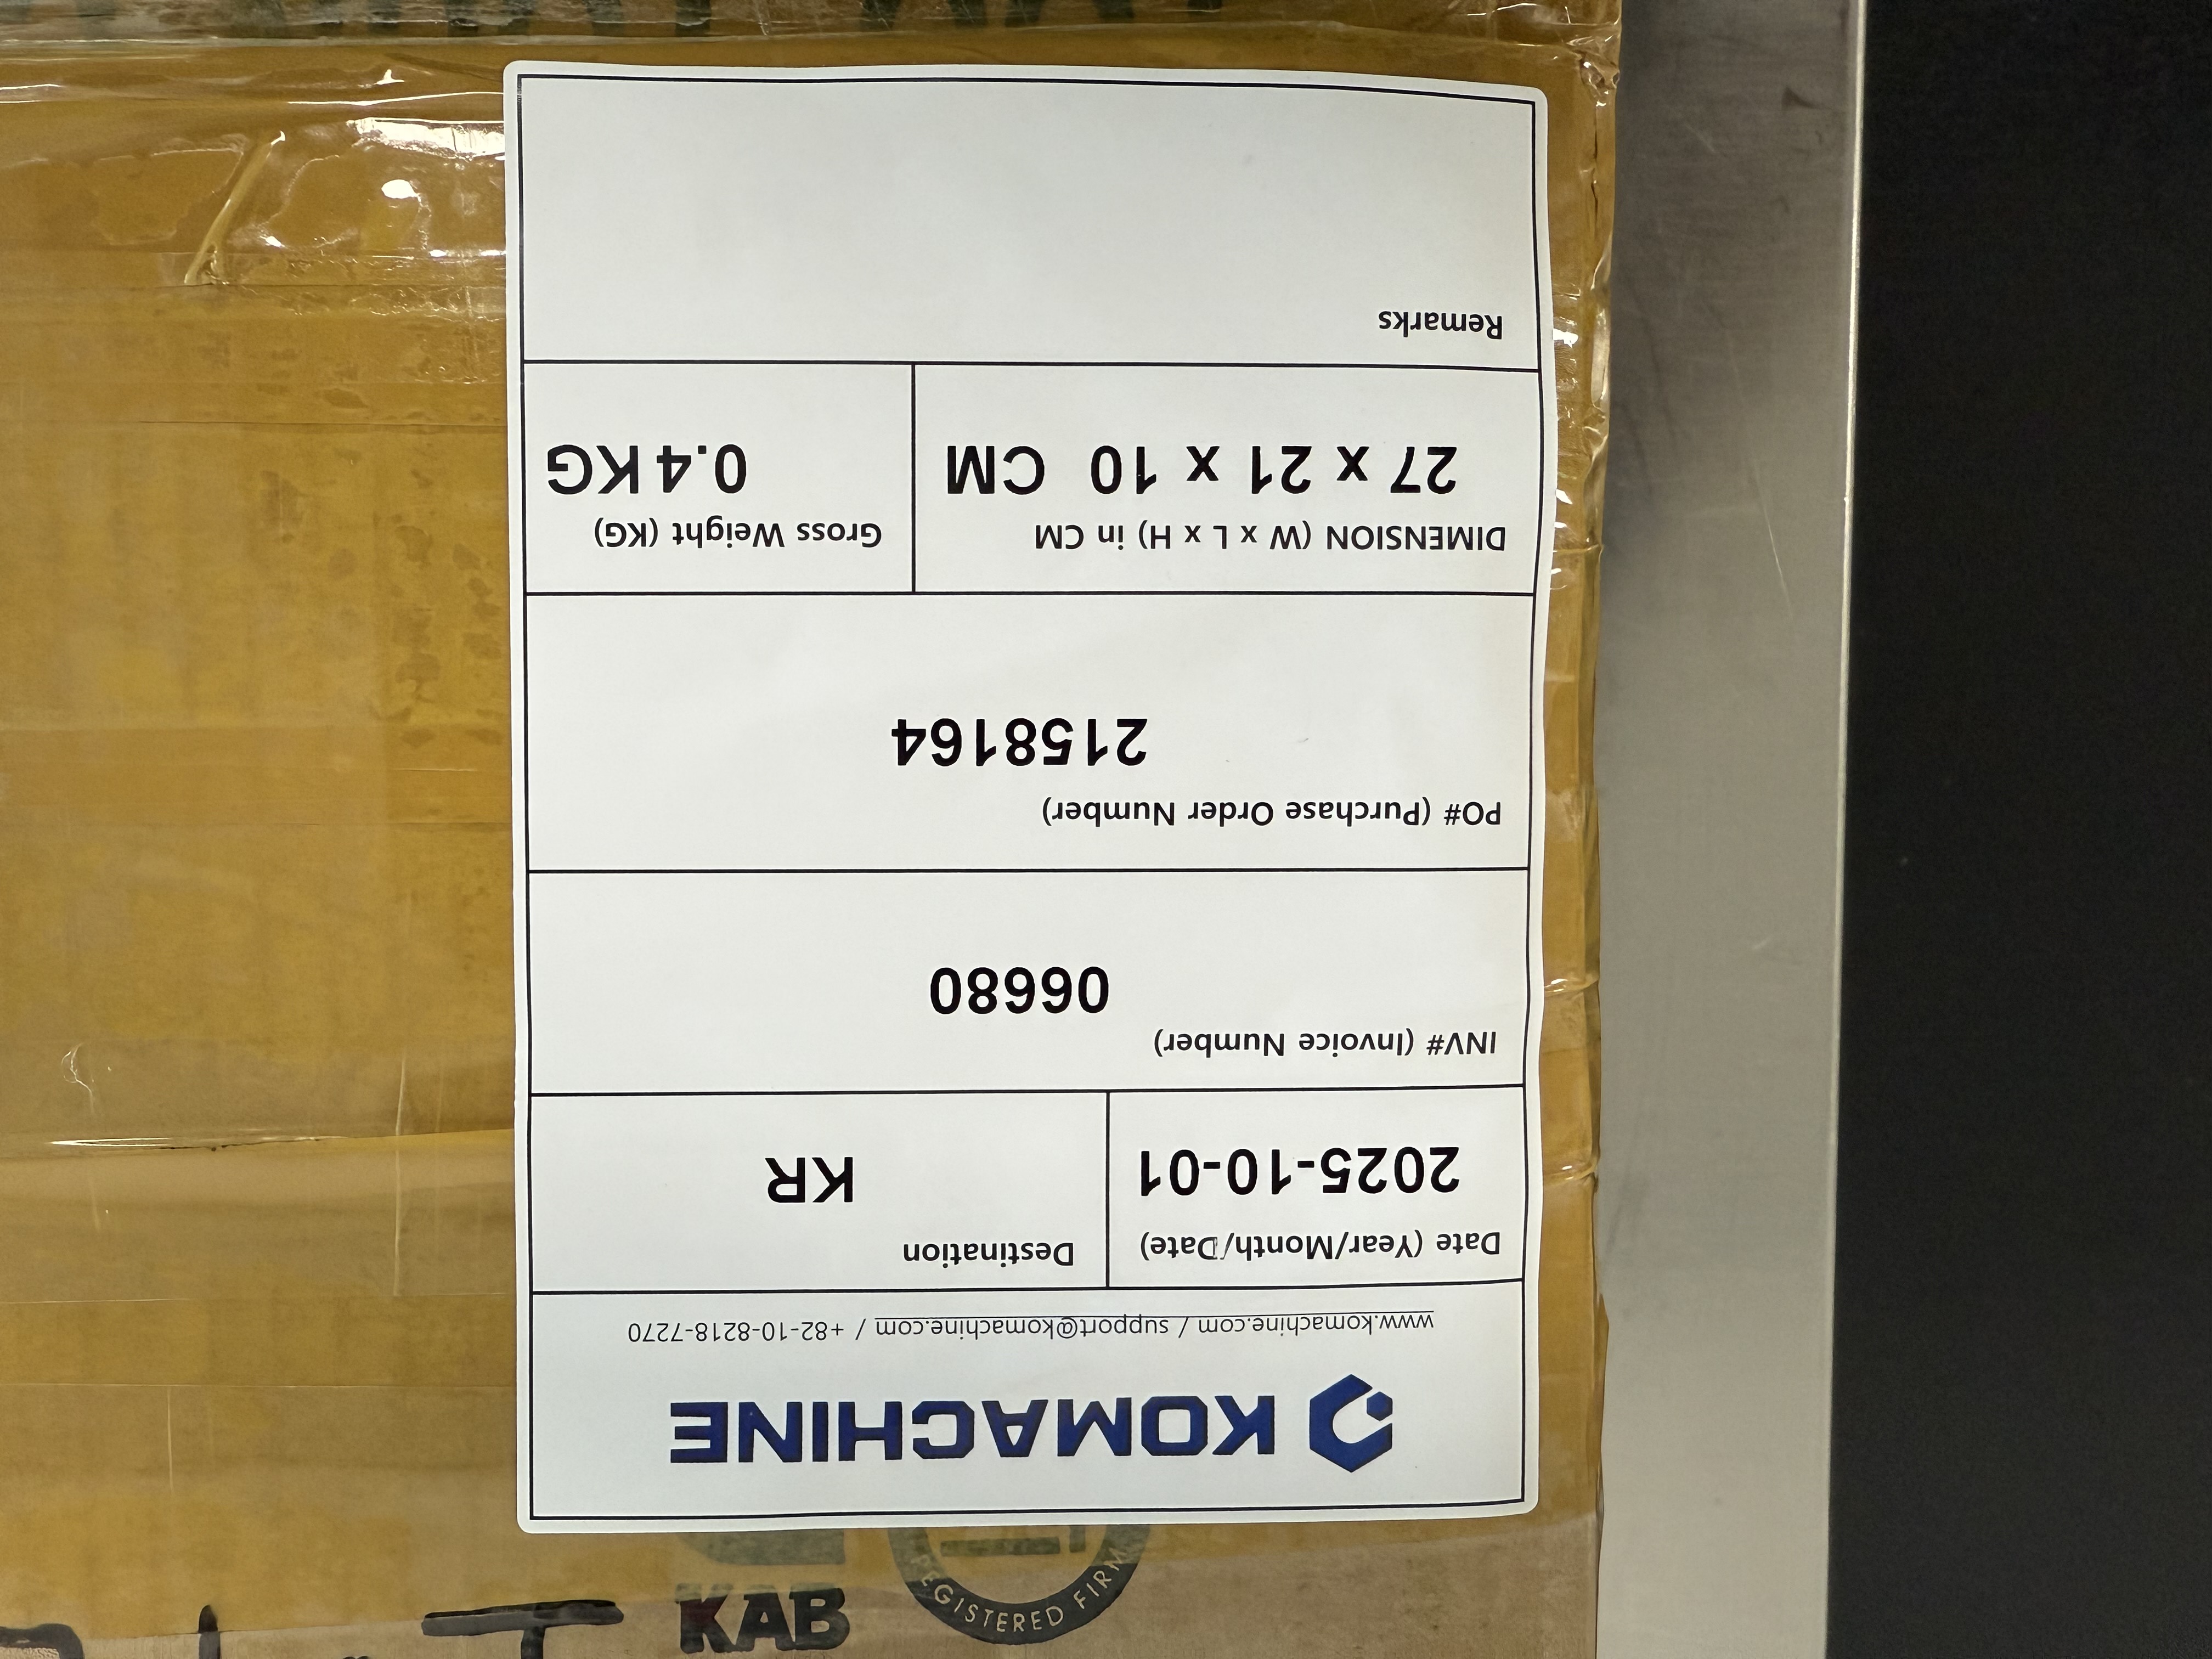 KOMACHINE
www.komachine.com / support@komachine.com / +82-10-8218-7270
Date (Year/Month/Date)
2025-10-01
Destination
KR
INV# (Invoice Number)
06680
PO# (Purchase Order Number)
2158164
DIMENSION (W x L x H) in CM
27 x 21 x 10 CM
Gross Weight (KG)
0.4 KG
Remarks
KAB
REGISTERED FIRM